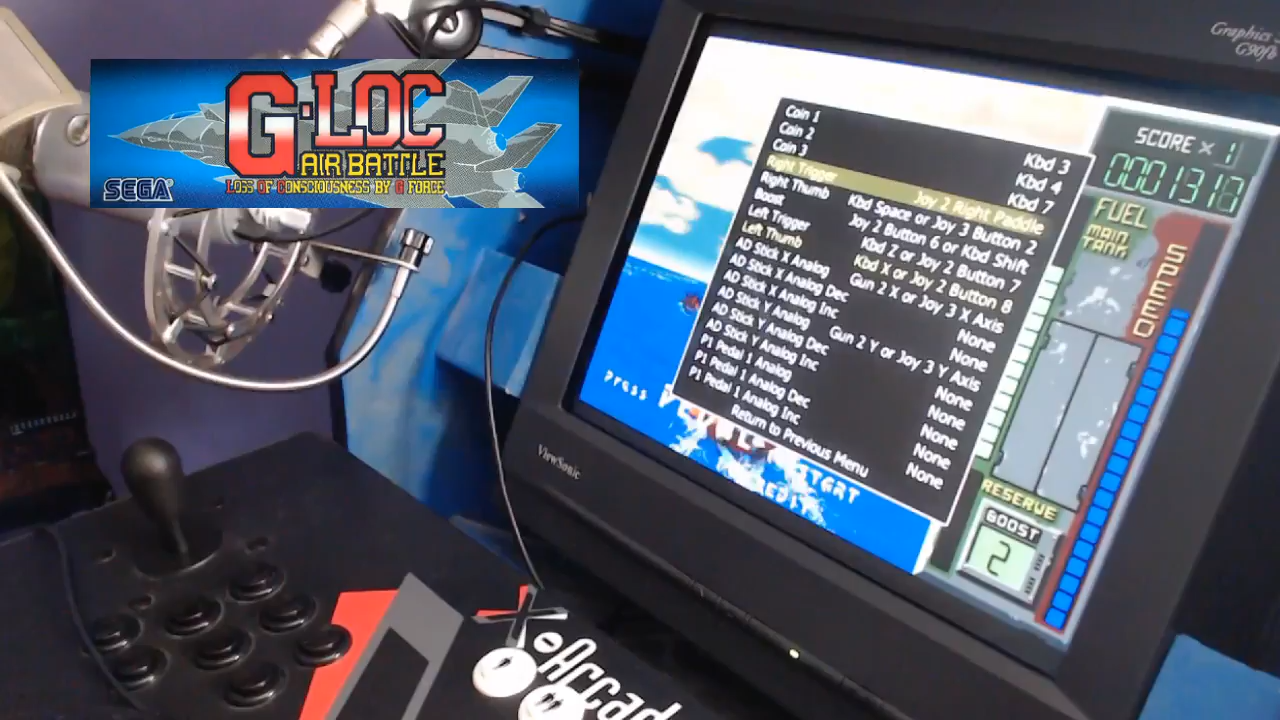 G-LOC
AIR BATTLE
LOSS OF CONSCIOUSNESS BY G FORCE
SEGA
Graphics
G90fb
SCORE × 1
0001310
FUEL
MAIN
TANK
SPEED
Coin 1 Kbd 3
Coin 2 Kbd 4
Coin 3 Kbd 7
Right Trigger Joy 2 Right Paddle
Right Thumb Kbd Space or Joy 3 Button 2
Boost Joy 2 Button 6 or Kbd Shift
Left Trigger Kbd Z or Joy 2 Button 7
Left Thumb Kbd X or Joy 2 Button 8
AD Stick X Analog Gun 2 X or Joy 3 X Axis
AD Stick X Analog Dec None
AD Stick X Analog Inc None
AD Stick Y Analog Gun 2 Y or Joy 3 Y Axis
AD Stick Y Analog Dec None
AD Stick Y Analog Inc None
P1 Pedal 1 Analog None
P1 Pedal 1 Analog Dec None
P1 Pedal 1 Analog Inc None
Return to Previous Menu
PRESS
START
RESERVE
BOOST
2
ViewSonic
X-Arcad